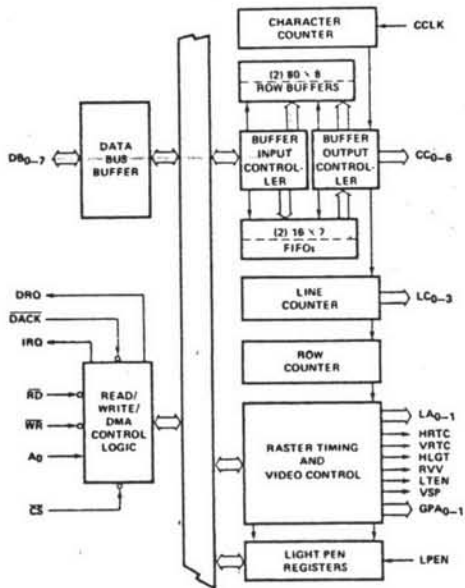 CHARACTER
COUNTER
CCLK
(2) 80 x 8
ROW BUFFERS
DB0-7
DATA
BUS
BUFFER
BUFFER
INPUT
CONTROL-
LER
BUFFER
OUTPUT
CONTROL-
LER
CC0-6
(2) 16 x 7
FIFOs
LINE
COUNTER
LC0-3
ROW
COUNTER
DRQ
DACK
IRQ
RD
WR
A0
CS
READ/
WRITE/
DMA
CONTROL
LOGIC
RASTER TIMING
AND
VIDEO CONTROL
LA0-1
HRTC
VRTC
HLGT
RVV
LTEN
VSP
GPA0-1
LIGHT PEN
REGISTERS
LPEN